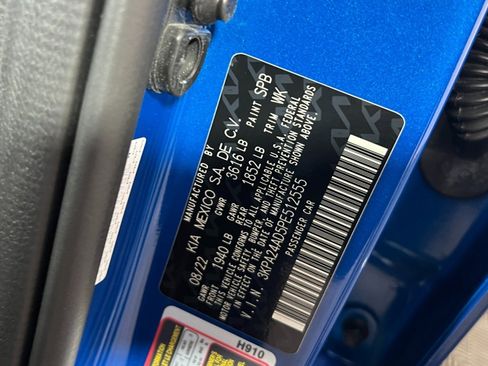 MANUFACTURED BY
KIA MEXICO S.A. DE C.V.
08/22 GVWR 3616 LB PAINT SPB
GAWR FRONT 1940 LB GAWR REAR 1852 LB TRIM WK
THIS VEHICLE CONFORMS TO ALL APPLICABLE U.S.A. FEDERAL
MOTOR VEHICLE SAFETY, BUMPER, AND THEFT PREVENTION STANDARDS
IN EFFECT ON THE DATE OF MANUFACTURE SHOWN ABOVE.
V.I.N. 3KPA24AD5PE512555
PASSENGER CAR
H910